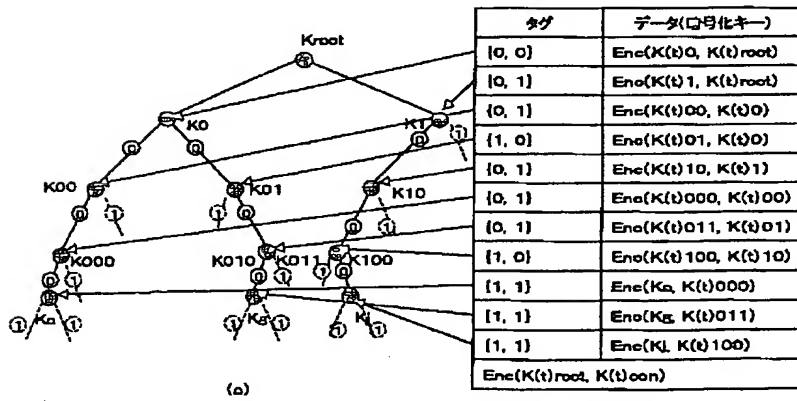 Kroot
K0
K1
K00
K01
K10
K000
K010
K011
K100
Ka
Kg
Kj
タグ データ(暗号化キー)
{0, 0} Enc(K(t)0, K(t)root)
{0, 1} Enc(K(t)1, K(t)root)
{0, 1} Enc(K(t)00, K(t)0)
{1, 0} Enc(K(t)01, K(t)0)
{0, 1} Enc(K(t)10, K(t)1)
{0, 1} Enc(K(t)000, K(t)00)
{0, 1} Enc(K(t)011, K(t)01)
{1, 0} Enc(K(t)100, K(t)10)
{1, 1} Enc(Ka, K(t)000)
{1, 1} Enc(Kg, K(t)011)
{1, 1} Enc(Kj, K(t)100)
Enc(K(t)root, K(t)con)
(a)